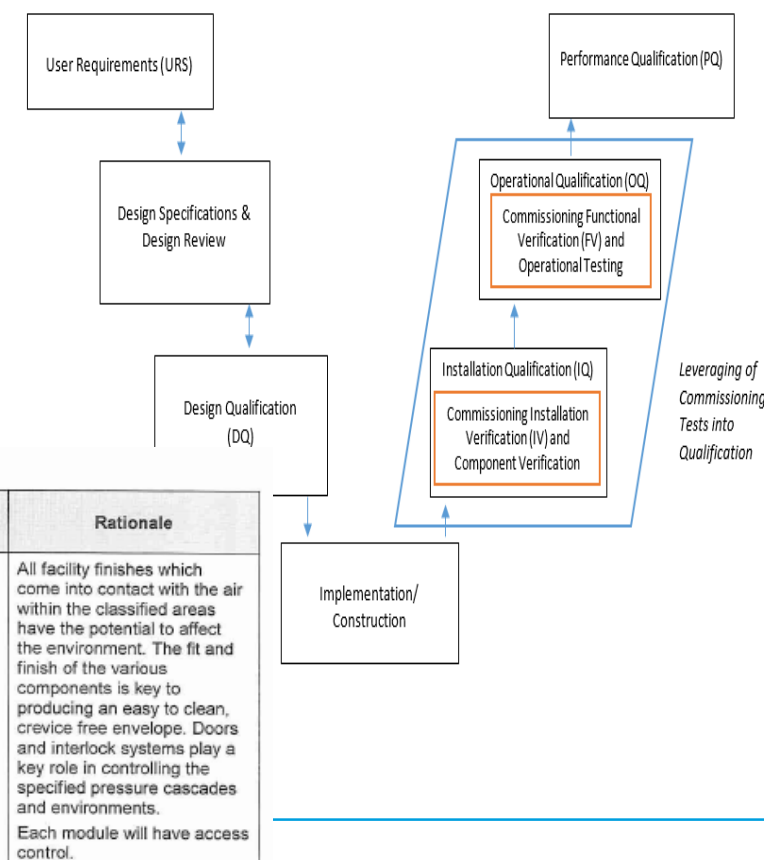 User Requirements (URS)
Performance Qualification (PQ)
Design Specifications &
Design Review
Operational Qualification (OQ)
Commissioning Functional
Verification (FV) and
Operational Testing
Design Qualification
(DQ)
Installation Qualification (IQ)
Commissioning Installation
Verification (IV) and
Component Verification
Leveraging of
Commissioning
Tests into
Qualification
Implementation/
Construction
Rationale
All facility finishes which
come into contact with the air
within the classified areas
have the potential to affect
the environment. The fit and
finish of the various
components is key to
producing an easy to clean,
crevice free envelope. Doors
and interlock systems play a
key role in controlling the
specified pressure cascades
and environments.
Each module will have access
control.